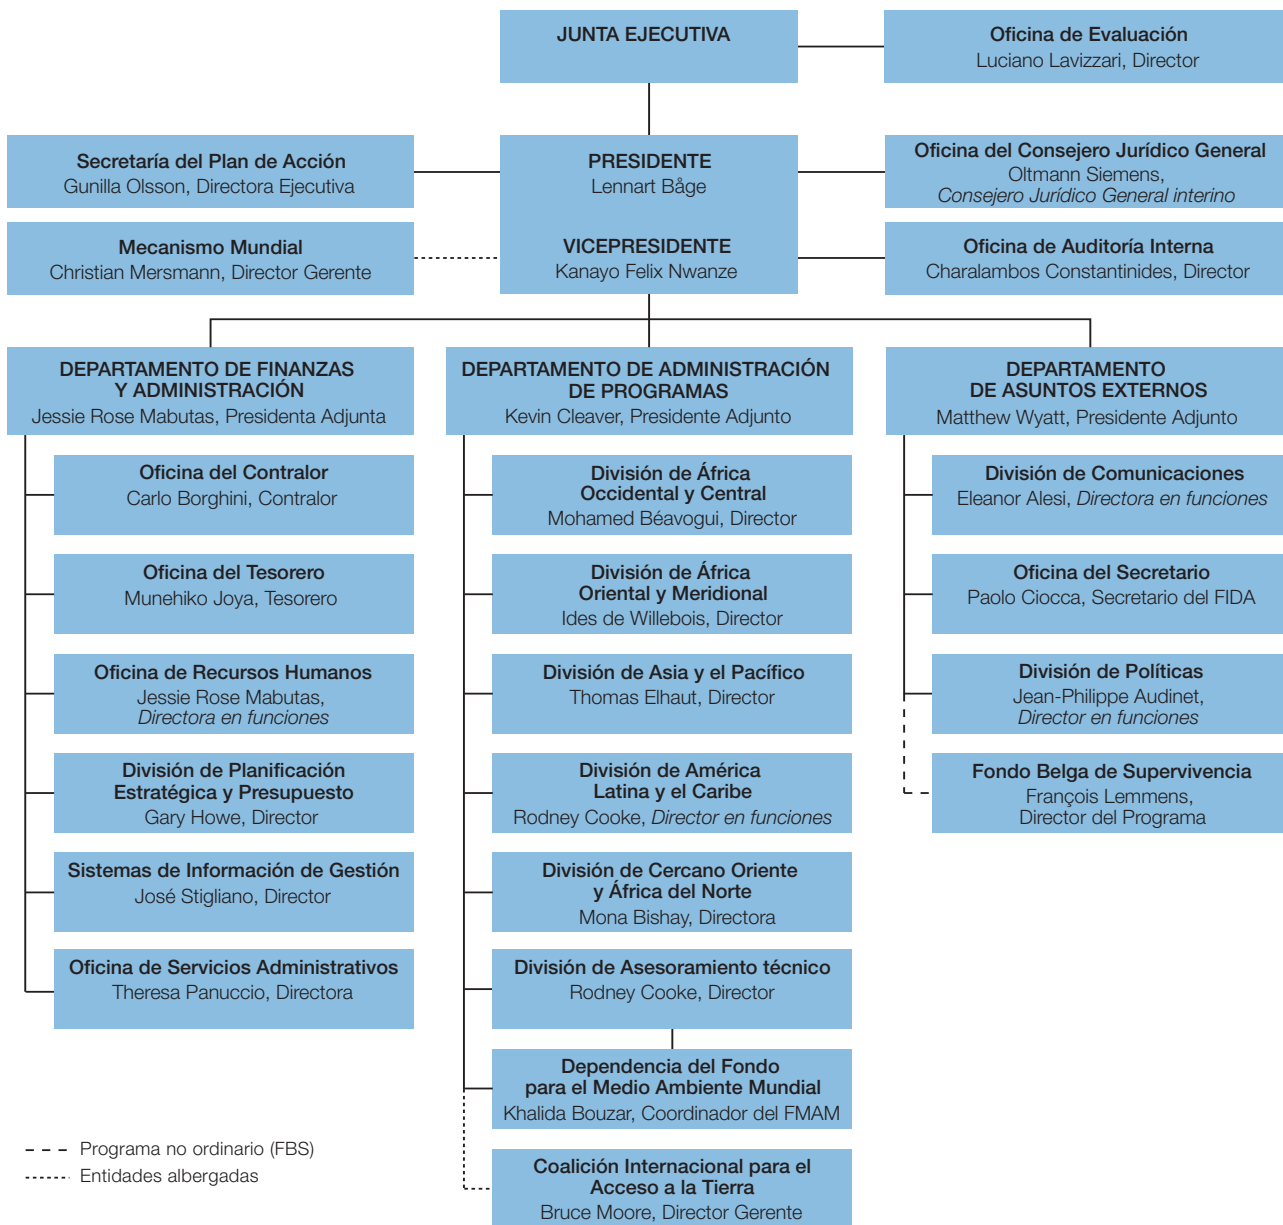 JUNTA EJECUTIVA
Oficina de Evaluación
Luciano Lavizzari, Director
Secretaría del Plan de Acción
Gunilla Olsson, Directora Ejecutiva
PRESIDENTE
Lennart Båge
Oficina del Consejero Jurídico General
Oltmann Siemens,
Consejero Jurídico General interino
Mecanismo Mundial
Christian Mersmann, Director Gerente
VICEPRESIDENTE
Kanayo Felix Nwanze
Oficina de Auditoría Interna
Charalambos Constantinides, Director
DEPARTAMENTO DE FINANZAS
Y ADMINISTRACIÓN
Jessie Rose Mabutas, Presidenta Adjunta
Oficina del Contralor
Carlo Borghini, Contralor
Oficina del Tesorero
Munehiko Joya, Tesorero
Oficina de Recursos Humanos
Jessie Rose Mabutas,
Directora en funciones
División de Planificación
Estratégica y Presupuesto
Gary Howe, Director
Sistemas de Información de Gestión
José Stigliano, Director
Oficina de Servicios Administrativos
Theresa Panuccio, Directora
DEPARTAMENTO DE ADMINISTRACIÓN
DE PROGRAMAS
Kevin Cleaver, Presidente Adjunto
División de África
Occidental y Central
Mohamed Béavogui, Director
División de África
Oriental y Meridional
Ides de Willebois, Director
División de Asia y el Pacífico
Thomas Elhaut, Director
División de América
Latina y el Caribe
Rodney Cooke, Director en funciones
División de Cercano Oriente
y África del Norte
Mona Bishay, Directora
División de Asesoramiento técnico
Rodney Cooke, Director
Dependencia del Fondo
para el Medio Ambiente Mundial
Khalida Bouzar, Coordinador del FMAM
Coalición Internacional para el
Acceso a la Tierra
Bruce Moore, Director Gerente
DEPARTAMENTO
DE ASUNTOS EXTERNOS
Matthew Wyatt, Presidente Adjunto
División de Comunicaciones
Eleanor Alesi, Directora en funciones
Oficina del Secretario
Paolo Ciocca, Secretario del FIDA
División de Políticas
Jean-Philippe Audinet,
Director en funciones
Fondo Belga de Supervivencia
François Lemmens,
Director del Programa
Programa no ordinario (FBS)
Entidades albergadas